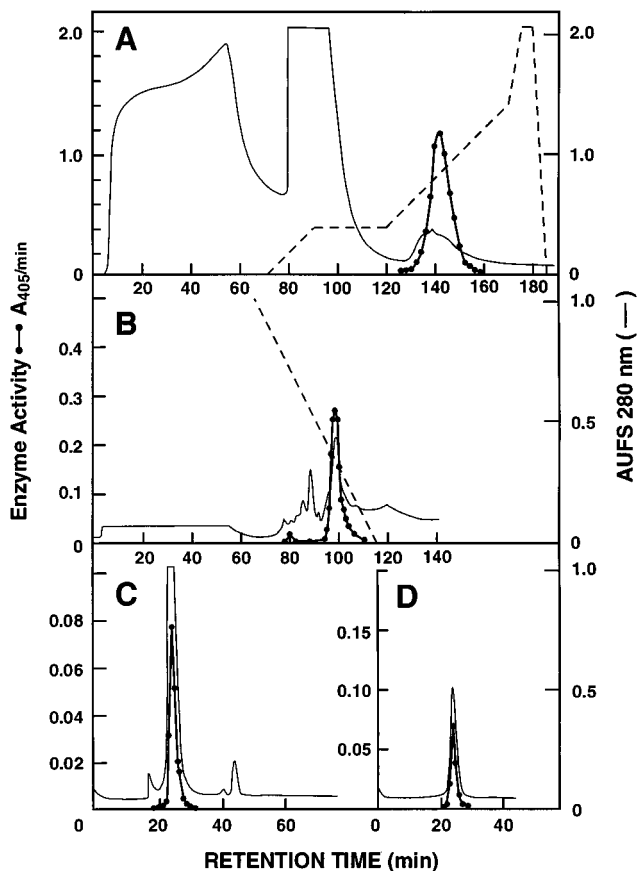 A
2.0
1.0
0
2.0
1.0
0
20 40 60 80 100 120 140 160 180
B
0.4
0.3
0.2
0.1
0
1.0
0.5
0
20 40 60 80 100 120 140
C
0.08
0.06
0.04
0.02
0 20 40 60
D
0.15
0.10
0.05
0 20 40
1.0
0.5
0
Enzyme Activity A405/min
AUFS 280 nm ( — )
RETENTION TIME (min)